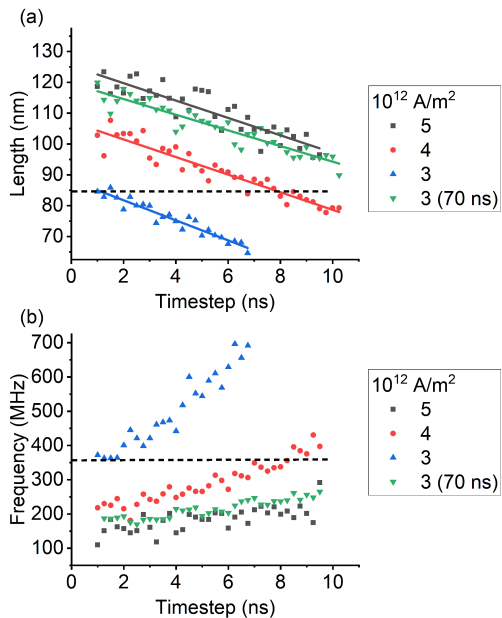 (a)
130
120
110
100
90
80
70
Length (nm)
0 2 4 6 8 10
Timestep (ns)
10¹² A/m²
5
4
3
3 (70 ns)
(b)
700
600
500
400
300
200
100
Frequency (MHz)
0 2 4 6 8 10
Timestep (ns)
10¹² A/m²
5
4
3
3 (70 ns)